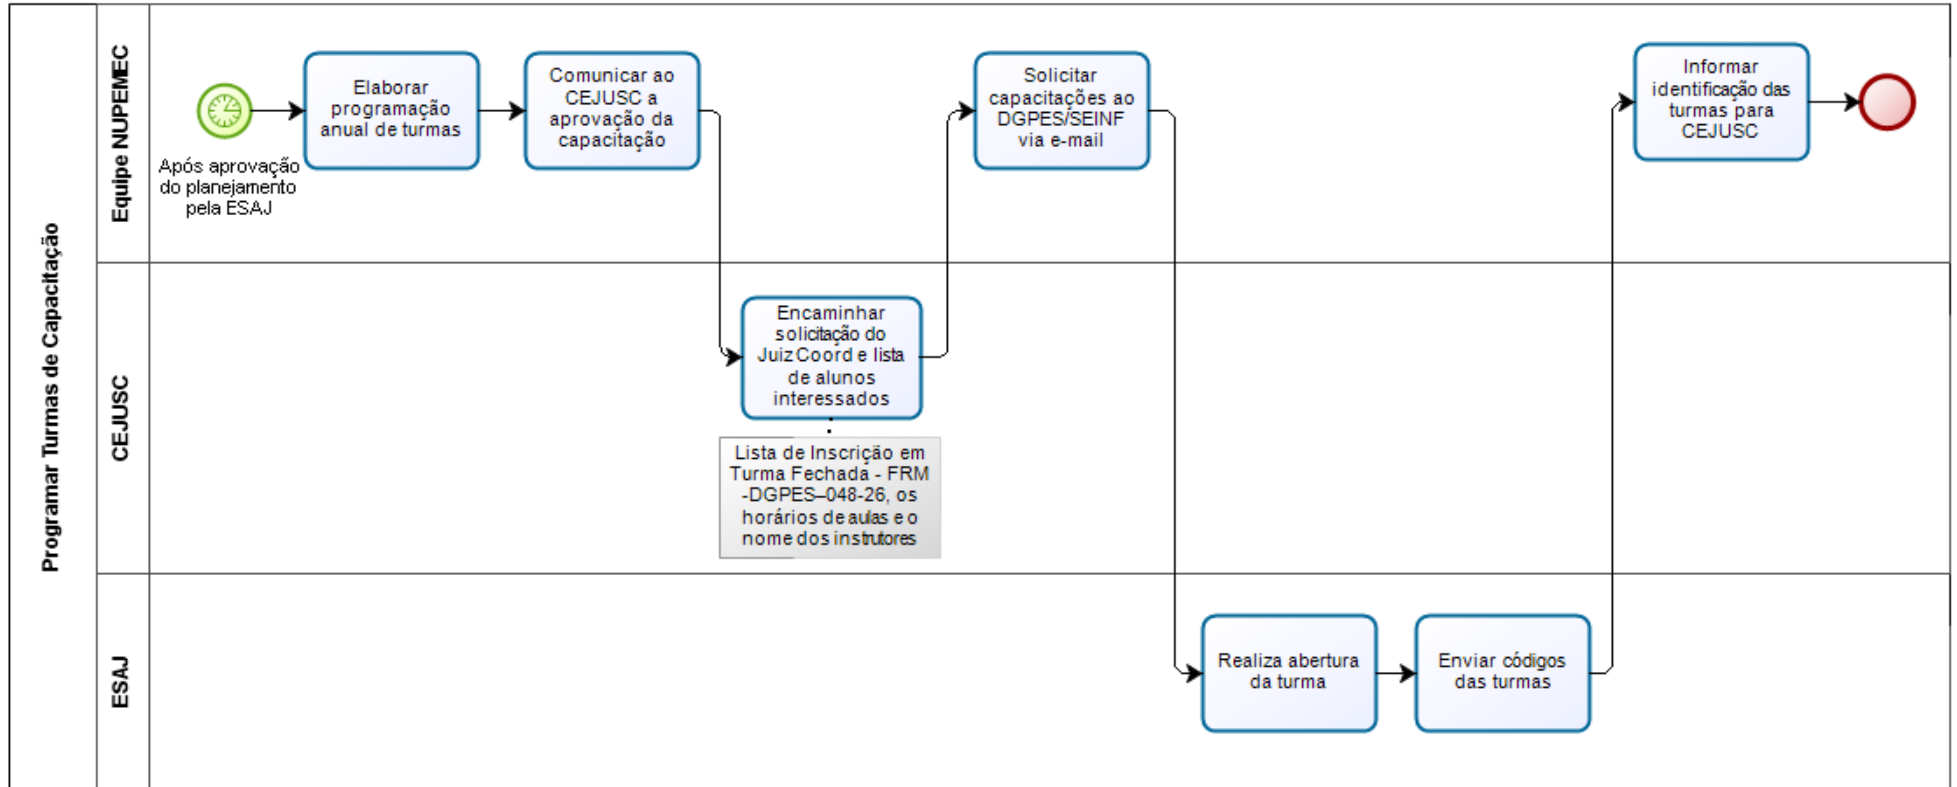 Programar Turmas de Capacitação
Equipe NUPEMEC
Após aprovação
do planejamento
pela ESAJ
Elaborar
programação
anual de turmas
Comunicar ao
CEJUSC a
aprovação da
capacitação
Solicitar
capacitações ao
DGPES/SEINF
via e-mail
Informar
identificação das
turmas para
CEJUSC
CEJUSC
Encaminhar
solicitação do
Juiz Coord e lista
de alunos
interessados
Lista de Inscrição em
Turma Fechada - FRM
-DGPES–048-26, os
horários de aulas e o
nome dos instrutores
ESAJ
Realiza abertura
da turma
Enviar códigos
das turmas